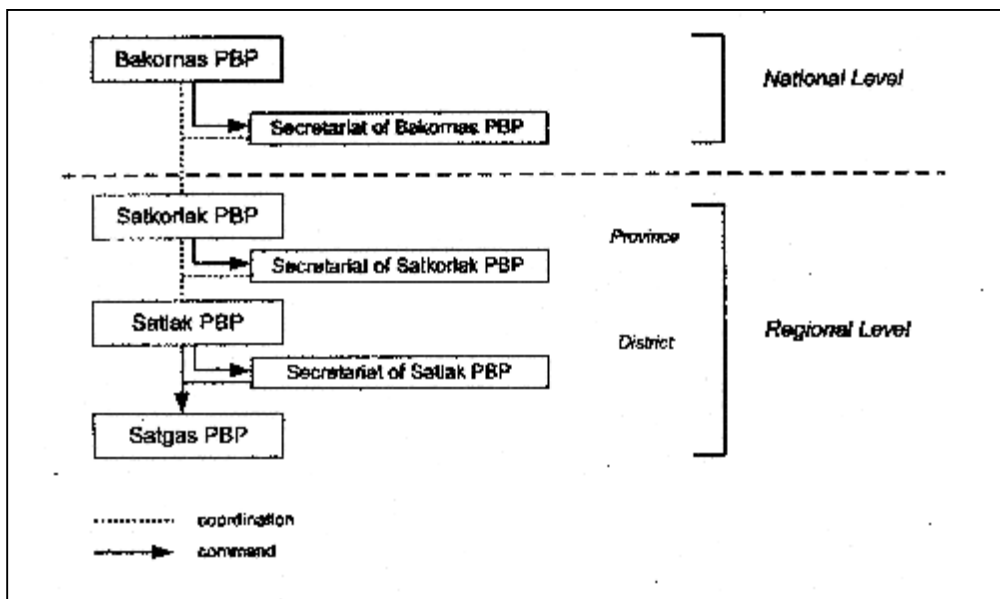 Bakornas PBP
National Level
Secretariat of Bakornas PBP
Satkorlak PBP
Province
Secretariat of Satkorlak PBP
Satlak PBP
District
Regional Level
Secretariat of Satlak PBP
Satgas PBP
coordination
command